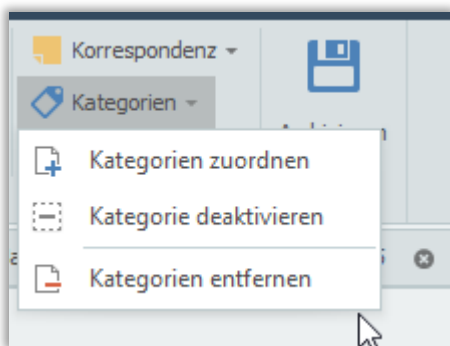 Korrespondenz
Kategorien
Kategorien zuordnen
Kategorie deaktivieren
Kategorien entfernen